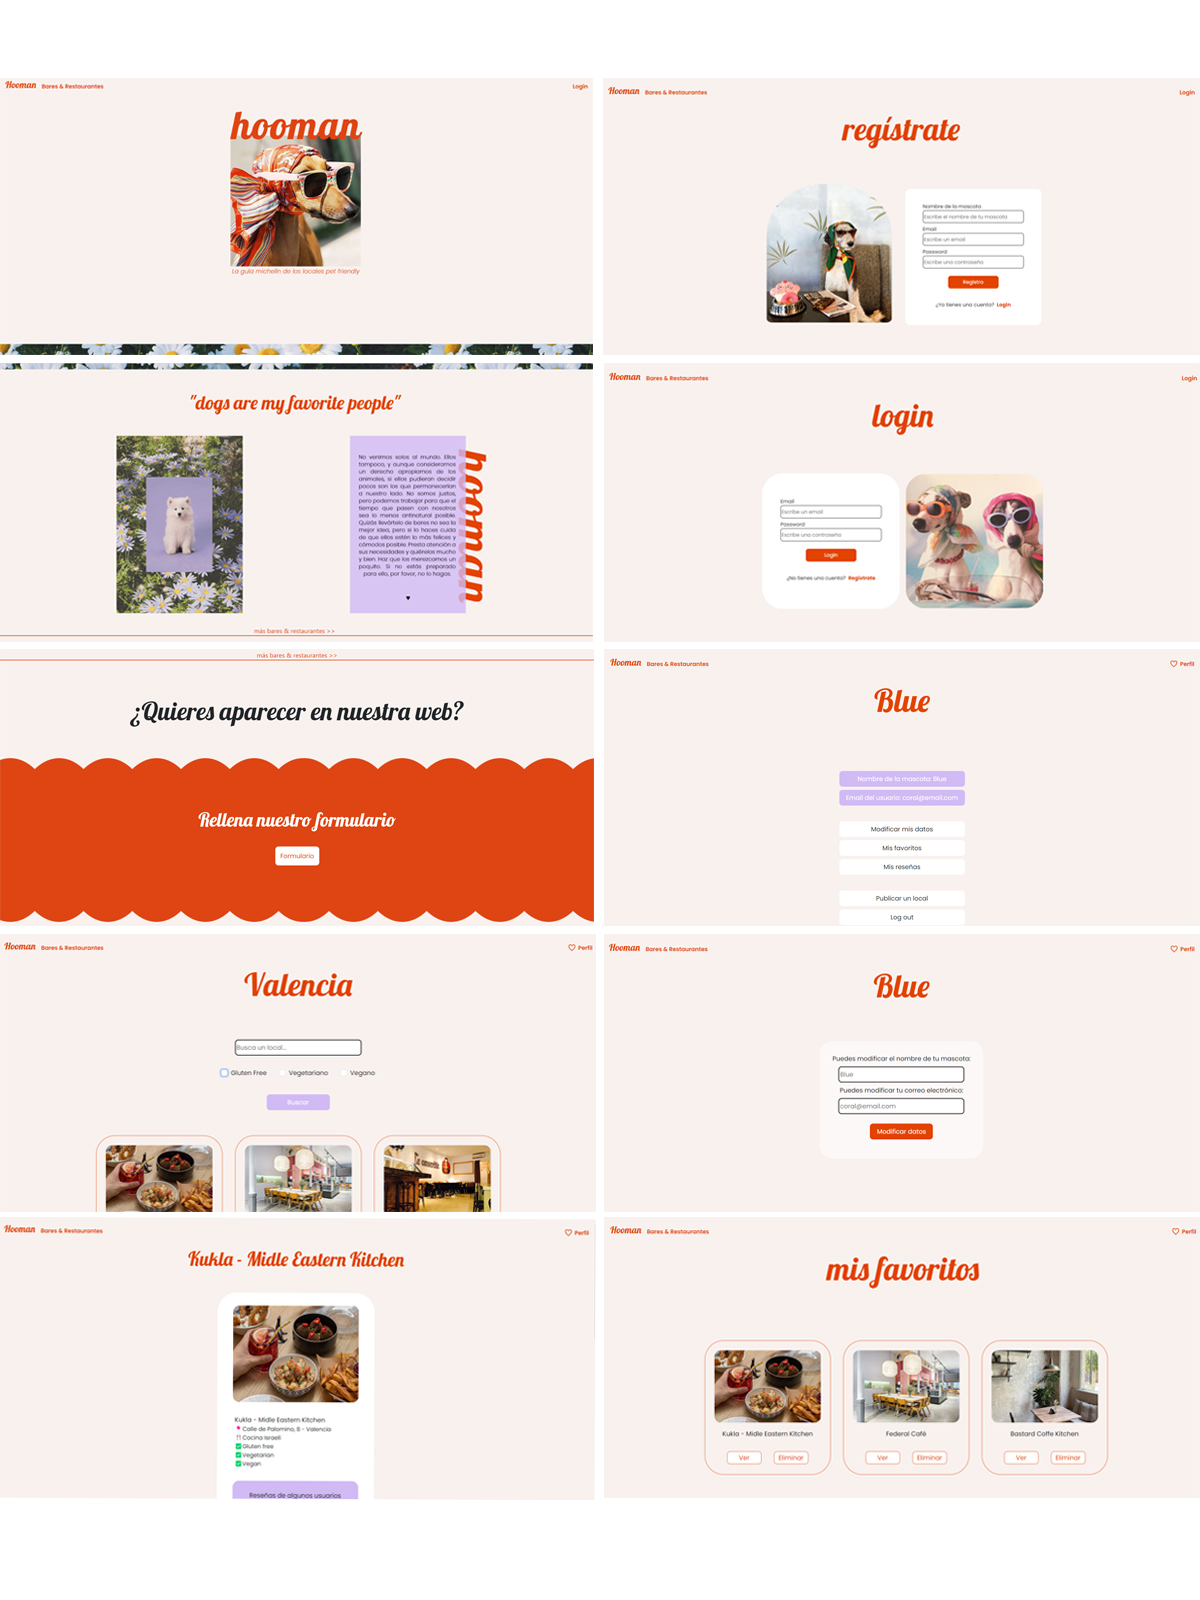 Hooman Bares & Restaurantes Login
hooman
La guía michelin de los locales pet friendly
"dogs are my favorite people"
No venimos solos al mundo. Ellos
tampoco, y aunque consideramos
un derecho apropiarnos de los
animales, si ellos pudieran decidir
pocos son los que permanecerían
a nuestro lado. No somos justos,
pero podemos trabajar para que el
tiempo que pasen con nosotros
sea lo menos antinatural posible.
Quizás llevártelo de bares no sea la
mejor idea, pero si lo haces cuida
de que ellos estén lo más felices y
cómodos posible. Presta atención a
sus necesidades y quiérelos mucho
y bien. Haz que los merezcamos un
poquito. Si no estás preparado
para ello, por favor, no lo hagas.
♥
hooman
más bares & restaurantes >>
más bares & restaurantes >>
¿Quieres aparecer en nuestra web?
Rellena nuestro formulario
Formulario
Hooman Bares & Restaurantes Perfil
Valencia
Busca un local...
Gluten Free Vegetariano Vegano
Buscar
Hooman Bares & Restaurantes Perfil
Kukla - Midle Eastern Kitchen
Kukla - Midle Eastern Kitchen
Calle de Palomino, 8 - Valencia
Cocina Israelí
Gluten free
Vegetarian
Vegan
Reseñas de algunos usuarios
Hooman Bares & Restaurantes Login
regístrate
Nombre de la mascota
Escribe el nombre de tu mascota
Email
Escribe un email
Password
Escribe una contraseña
Registro
¿Ya tienes una cuenta? Login
Hooman Bares & Restaurantes Login
login
Email
Escribe un email
Password
Escribe una contraseña
Login
¿No tienes una cuenta? Regístrate
Hooman Bares & Restaurantes Perfil
Blue
Nombre de la mascota: Blue
Email del usuario: coral@email.com
Modificar mis datos
Mis favoritos
Mis reseñas
Publicar un local
Log out
Hooman Bares & Restaurantes Perfil
Blue
Puedes modificar el nombre de tu mascota:
Blue
Puedes modificar tu correo electrónico:
coral@email.com
Modificar datos
Hooman Bares & Restaurantes Perfil
mis favoritos
Kukla - Midle Eastern Kitchen
Ver Eliminar
Federal Café
Ver Eliminar
Bastard Coffe Kitchen
Ver Eliminar